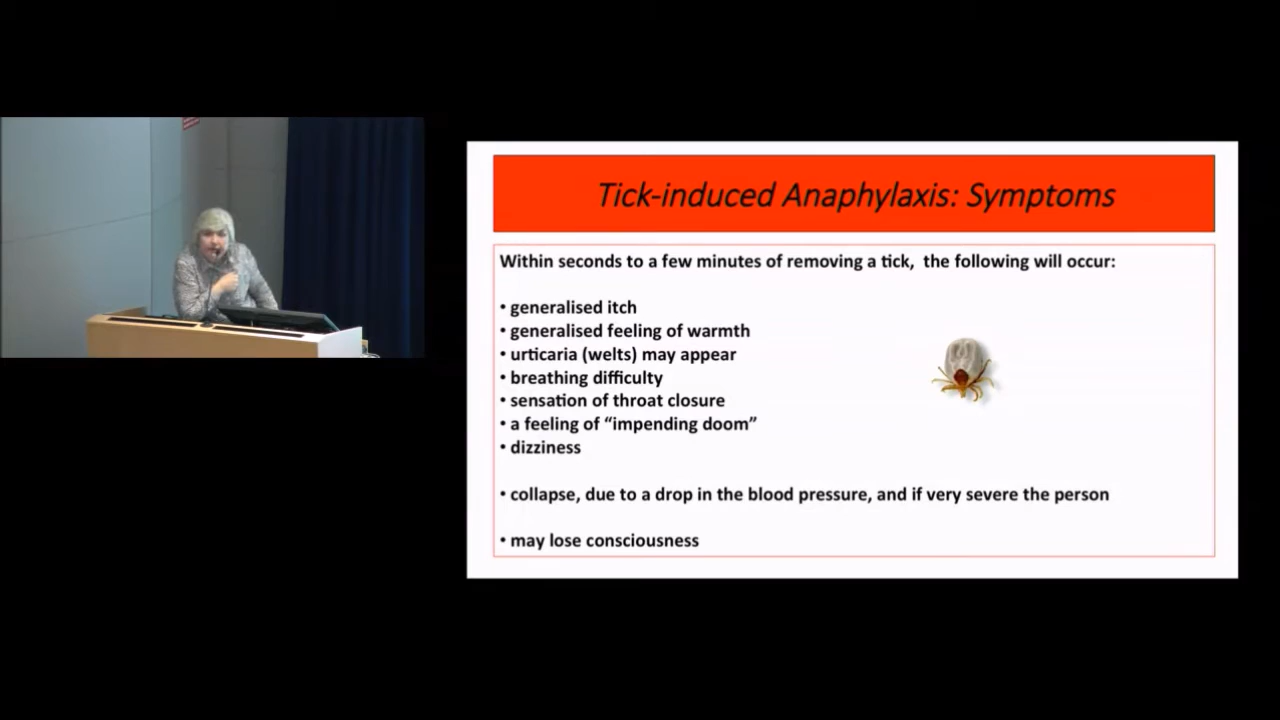 Tick-induced Anaphylaxis: Symptoms
Within seconds to a few minutes of removing a tick,  the following will occur:
• generalised itch
• generalised feeling of warmth
• urticaria (welts) may appear
• breathing difficulty
• sensation of throat closure
• a feeling of “impending doom”
• dizziness
• collapse, due to a drop in the blood pressure, and if very severe the person
• may lose consciousness